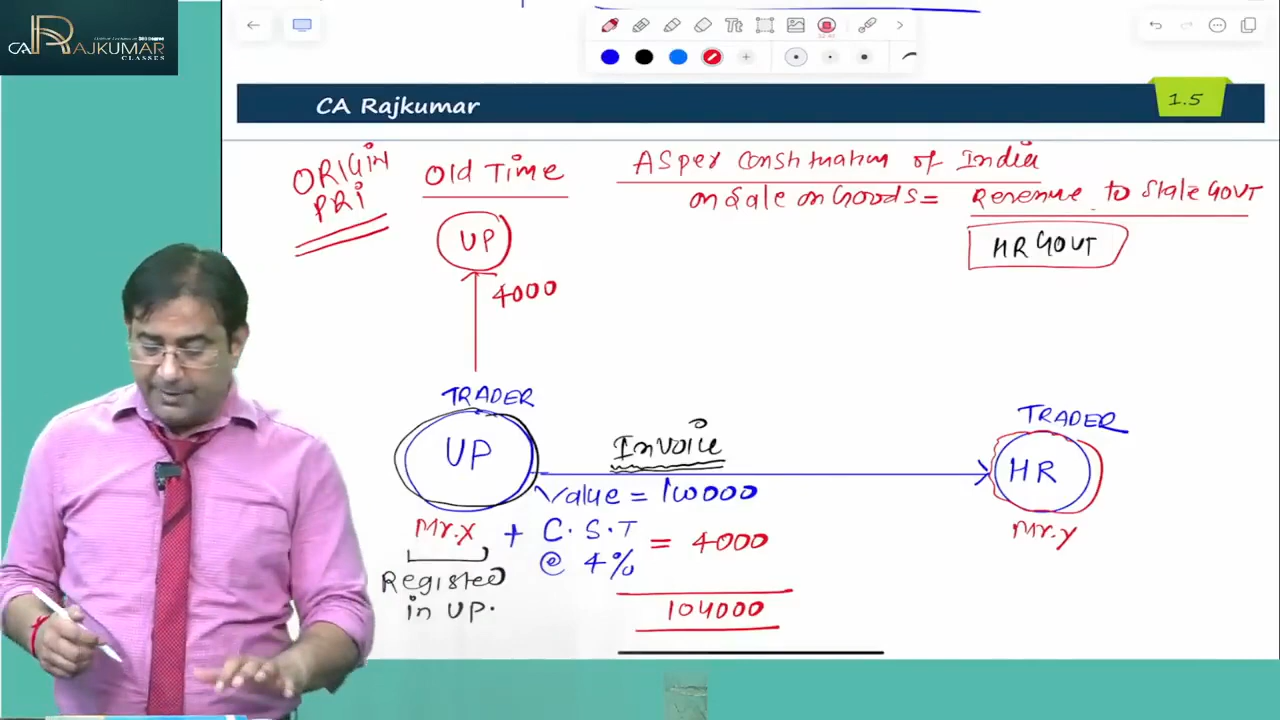 CA RAJKUMAR
CLASSES
Tt
CA Rajkumar
1.5
ORIGIN
PRI
Old Time
As per Constitution of India
on Sale on Goods = Revenue to State GOVT
HR GOVT
UP
4000
TRADER
UP
Invoice
TRADER
HR
Value = 100000
Mr.X + C.S.T
@ 4% = 4000
Mr.Y
Registed
in UP.
104000